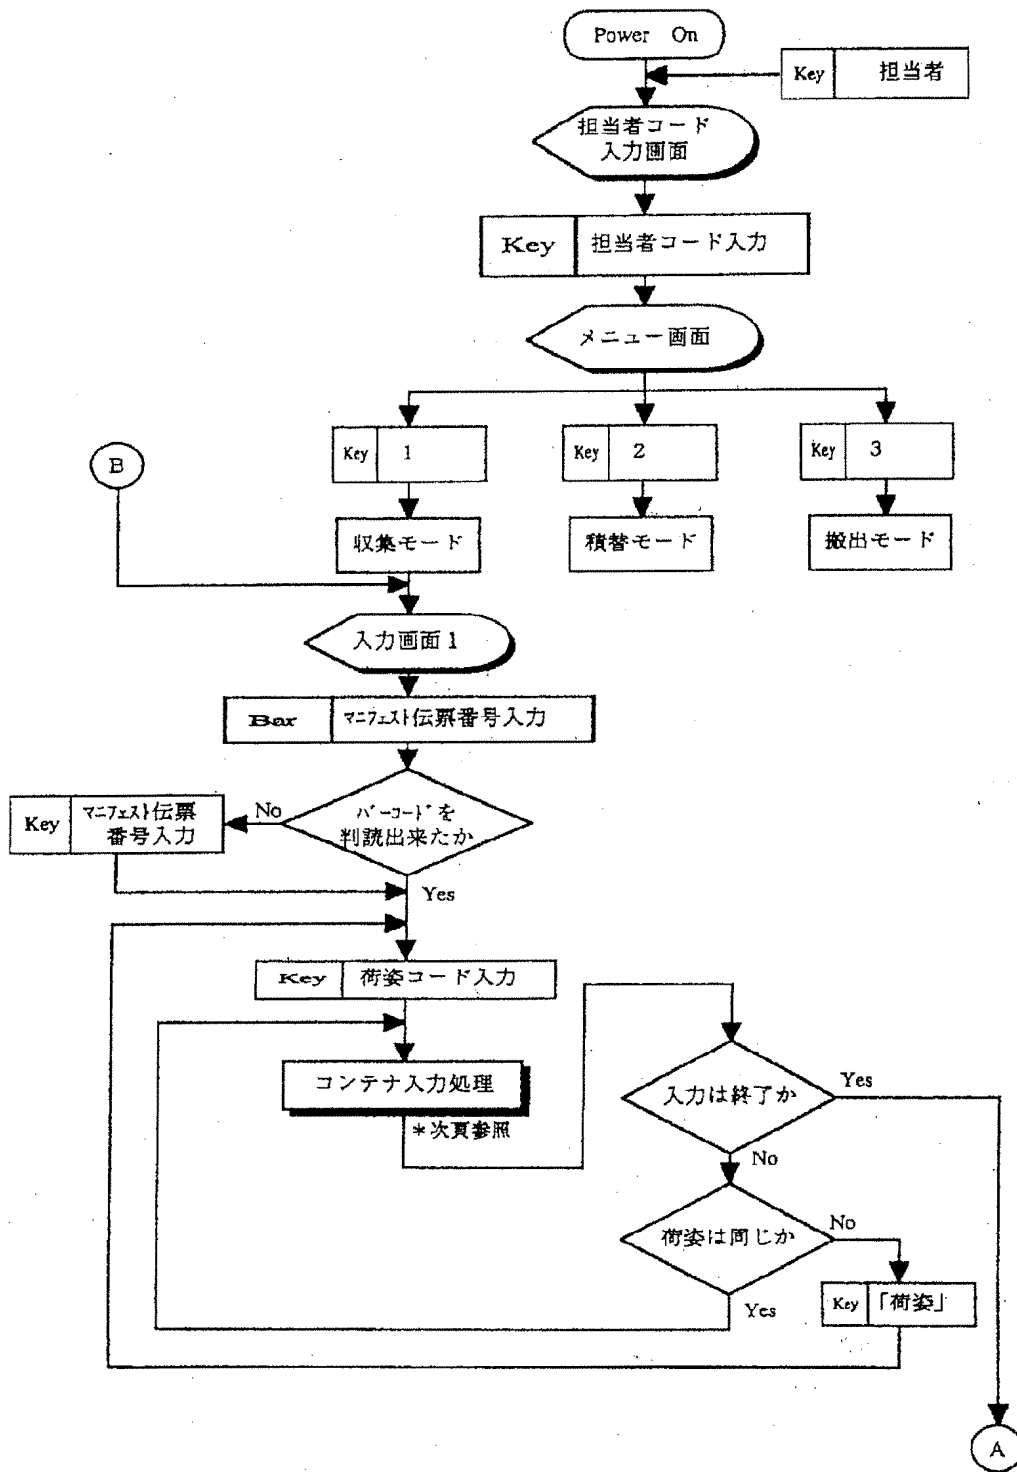 Power On
Key 担当者
担当者コード
入力画面
Key 担当者コード入力
メニュー画面
Key 1
Key 2
Key 3
B
収集モード
積替モード
搬出モード
入力画面1
Bar マニフェスト伝票番号入力
バーコードを
判読出来たか
No
Key マニフェスト伝票
番号入力
Yes
Key 荷姿コード入力
コンテナ入力処理
*次頁参照
入力は終了か
Yes
No
荷姿は同じか
No
Yes
Key 「荷姿」
A